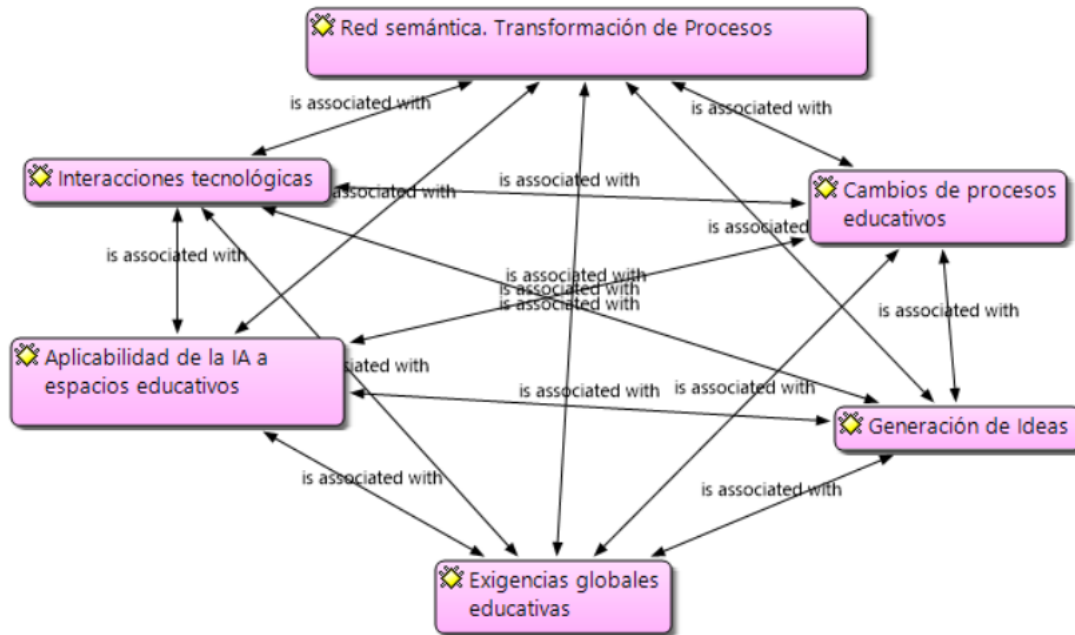 Red semántica. Transformación de Procesos
is associated with
is associated with
Interacciones tecnológicas
is associated with
associated with
Cambios de procesos
educativos
is associated with
is associated
is associated with
is associated with
is associated with
is associated with
Aplicabilidad de la IA a
espacios educativos
associated with
is associated with
is associated with
Generación de Ideas
is associated with
is associated with
Exigencias globales
educativas